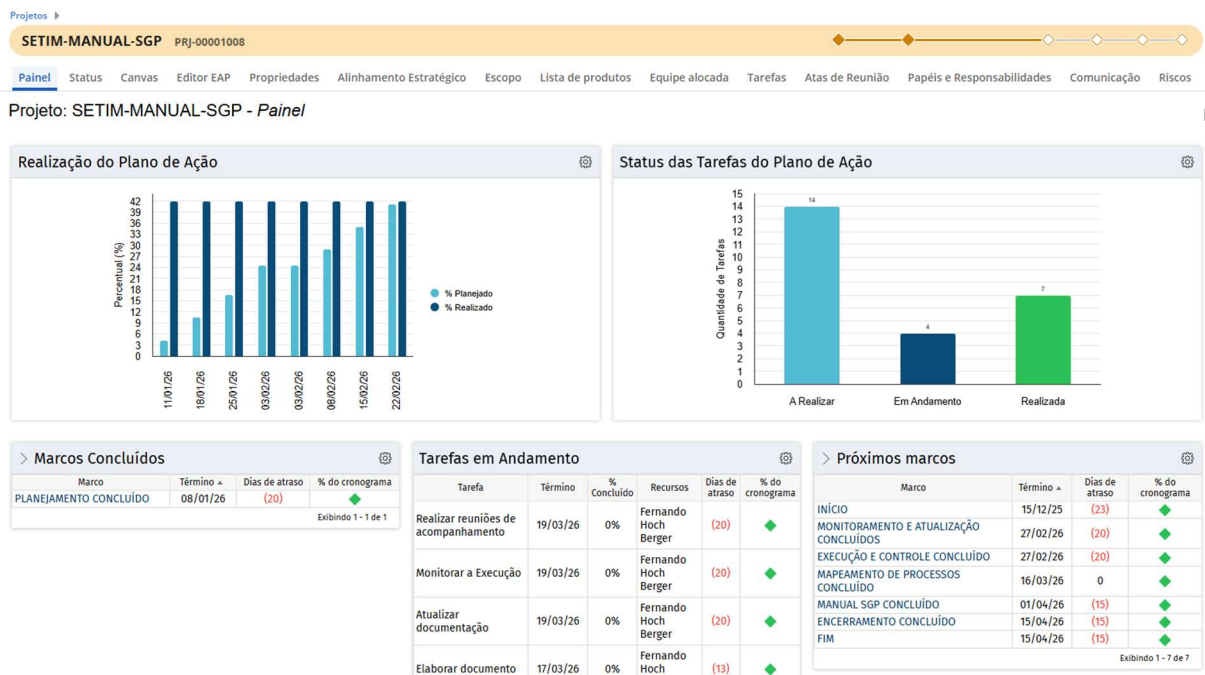 Projetos
SETIM-MANUAL-SGP PRJ-00001008
Painel Status Canvas Editor EAP Propriedades Alinhamento Estratégico Escopo Lista de produtos Equipe alocada Tarefas Atas de Reunião Papéis e Responsabilidades Comunicação Riscos
Projeto: SETIM-MANUAL-SGP - Painel
Realização do Plano de Ação
Percentual (%)
42
39
36
33
30
27
24
21
18
15
12
9
6
3
0
11/01/26 18/01/26 25/01/26 03/02/26 03/02/26 08/02/26 15/02/26 22/02/26
% Planejado
% Realizado
Status das Tarefas do Plano de Ação
Quantidade de Tarefas
15
14
13
12
11
10
9
8
7
6
5
4
3
2
1
0
14
4
7
A Realizar Em Andamento Realizada
Marcos Concluídos
Marco Término Dias de atraso % do cronograma
PLANEJAMENTO CONCLUÍDO 08/01/26 (20)
Exibindo 1 - 1 de 1
Tarefas em Andamento
Tarefa Término % Concluído Recursos Dias de atraso % do cronograma
Realizar reuniões de acompanhamento 19/03/26 0% Fernando Hoch Berger (20)
Monitorar a Execução 19/03/26 0% Fernando Hoch Berger (20)
Atualizar documentação 19/03/26 0% Fernando Hoch Berger (20)
Elaborar documento 17/03/26 0% Fernando Hoch (13)
Próximos marcos
Marco Término Dias de atraso % do cronograma
INÍCIO 15/12/25 (23)
MONITORAMENTO E ATUALIZAÇÃO CONCLUÍDOS 27/02/26 (20)
EXECUÇÃO E CONTROLE CONCLUÍDO 27/02/26 (20)
MAPEAMENTO DE PROCESSOS CONCLUÍDO 16/03/26 0
MANUAL SGP CONCLUÍDO 01/04/26 (15)
ENCERRAMENTO CONCLUÍDO 15/04/26 (15)
FIM 15/04/26 (15)
Exibindo 1 - 7 de 7